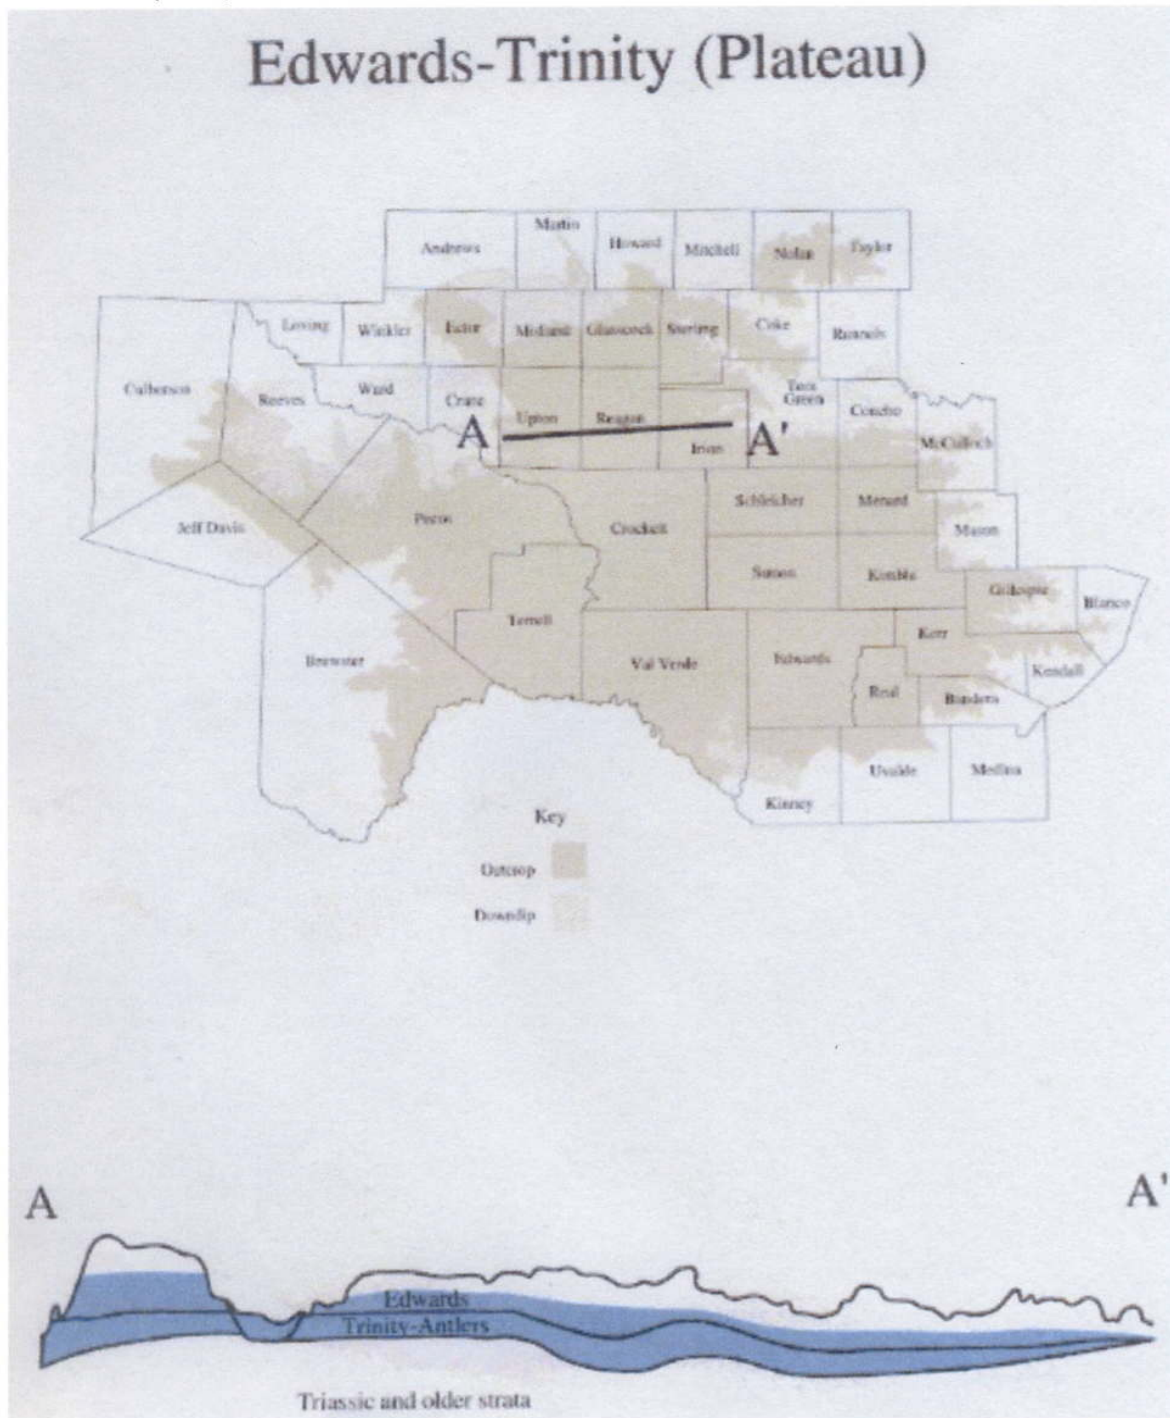 Edwards-Trinity (Plateau)
Andrews
Martin
Howard
Mitchell
Nolan
Taylor
Loving
Winkler
Ector
Midland
Glasscock
Sterling
Coke
Runnels
Culberson
Reeves
Ward
Crane
Upton
Reagan
Irion
Tom
Green
Concho
McCulloch
A
A'
Jeff Davis
Pecos
Crockett
Schleicher
Menard
Mason
Sutton
Kimble
Gillespie
Blanco
Terrell
Brewster
Val Verde
Edwards
Kerr
Real
Kendall
Bandera
Kinney
Uvalde
Medina
Key
Outcrop
Downdip
A
A'
Edwards
Trinity-Antlers
Triassic and older strata